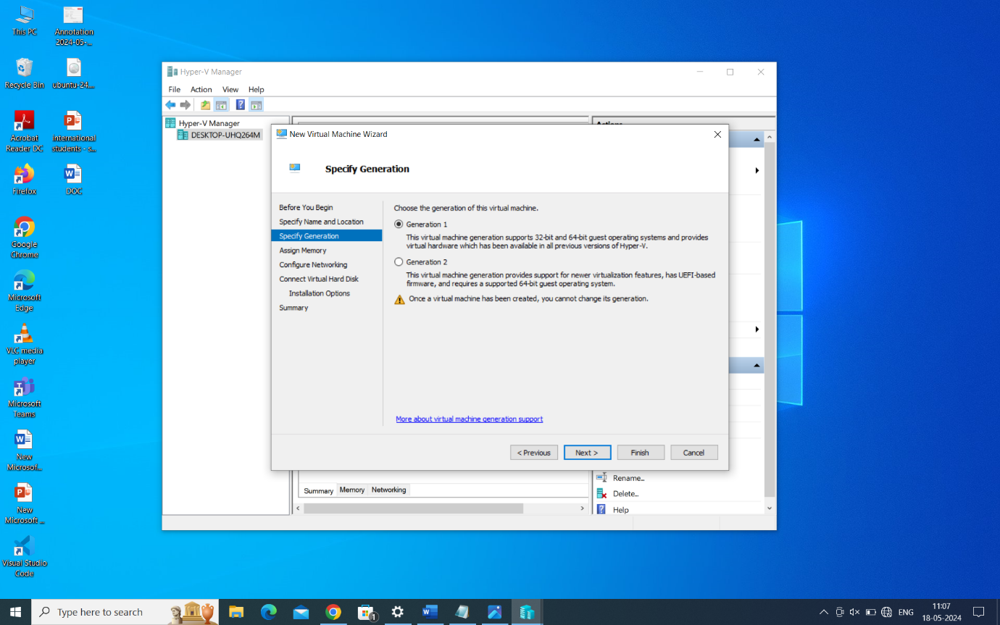 This PC
Annotation
2024-05-...
Recycle Bin
ubuntu-24....
Acrobat
Reader DC
international
students - s...
Firefox
DOC
Google
Chrome
Microsoft
Edge
VLC media
player
Microsoft
Teams
New
Microsof...
New
Microsoft ...
Visual Studio
Code
Hyper-V Manager
File Action View Help
Hyper-V Manager
DESKTOP-UHQ264M
Actions
New Virtual Machine Wizard
Specify Generation
Before You Begin
Specify Name and Location
Specify Generation
Assign Memory
Configure Networking
Connect Virtual Hard Disk
Installation Options
Summary
Choose the generation of this virtual machine.
Generation 1
This virtual machine generation supports 32-bit and 64-bit guest operating systems and provides
virtual hardware which has been available in all previous versions of Hyper-V.
Generation 2
This virtual machine generation provides support for newer virtualization features, has UEFI-based
firmware, and requires a supported 64-bit guest operating system.
Once a virtual machine has been created, you cannot change its generation.
More about virtual machine generation support
< Previous Next > Finish Cancel
Summary Memory Networking
Rename...
Delete...
Help
Type here to search
1
ENG
11:07
18-05-2024